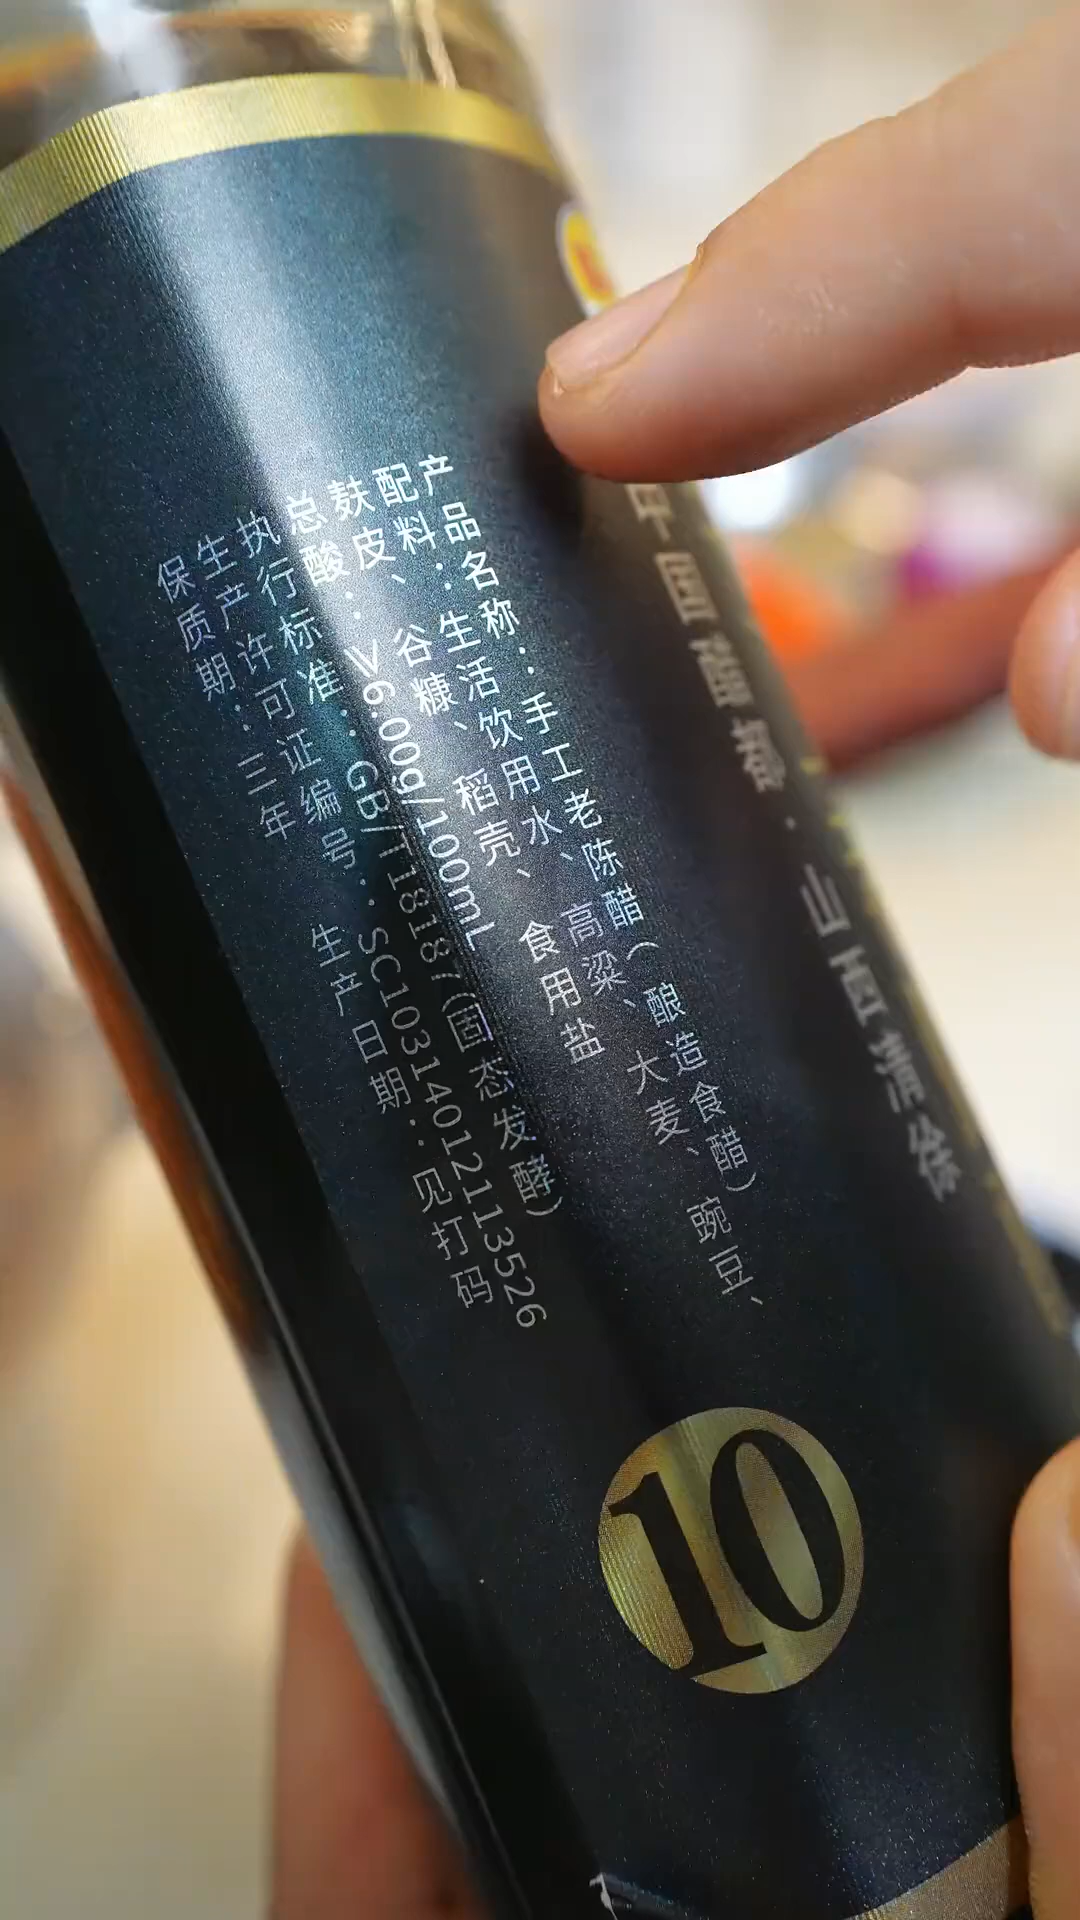 中国醋都·山西清徐
产品名称：手工老陈醋（酿造食醋）
配料：生活饮用水、高粱、大麦、豌豆、
麸皮、谷糠、稻壳、食用盐
总酸：≥6.00g/100mL
执行标准：GB/T18187（固态发酵）
生产许可证编号：SC10314012113526
保质期：三年 生产日期：见打码
10